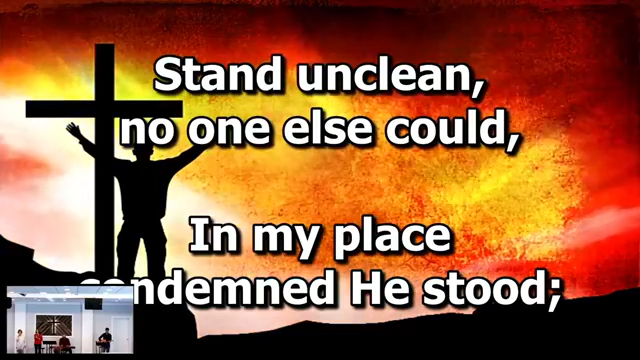 Stand unclean,
no one else could,
In my place
condemned He stood;